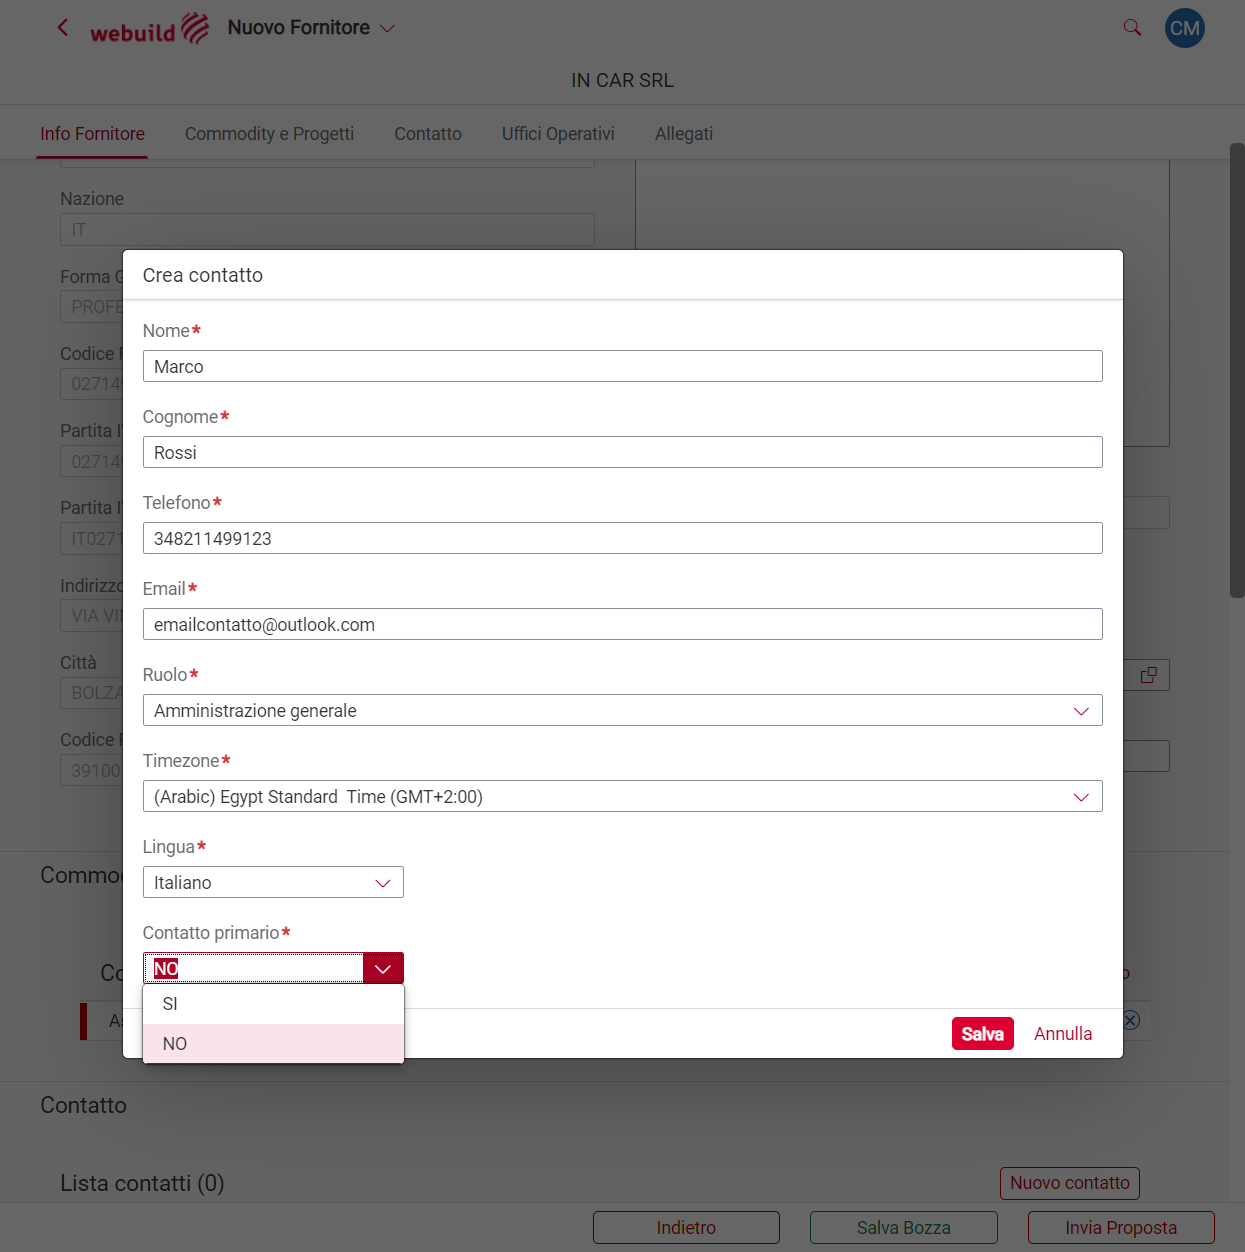 webuild Nuovo Fornitore CM
IN CAR SRL
Info Fornitore Commodity e Progetti Contatto Uffici Operativi Allegati
Nazione
IT
Forma G
PROFE
Codice
02714
Partita I
02714
Partita I
IT0271
Indirizzo
VIA VI
Città
BOLZA
Codice
39100
Crea contatto
Nome*
Marco
Cognome*
Rossi
Telefono*
348211499123
Email*
emailcontatto@outlook.com
Ruolo*
Amministrazione generale
Timezone*
(Arabic) Egypt Standard  Time (GMT+2:00)
Lingua*
Italiano
Contatto primario*
NO
SI
NO
Salva Annulla
Commo
Co
As
Contatto
Lista contatti (0) Nuovo contatto
Indietro Salva Bozza Invia Proposta